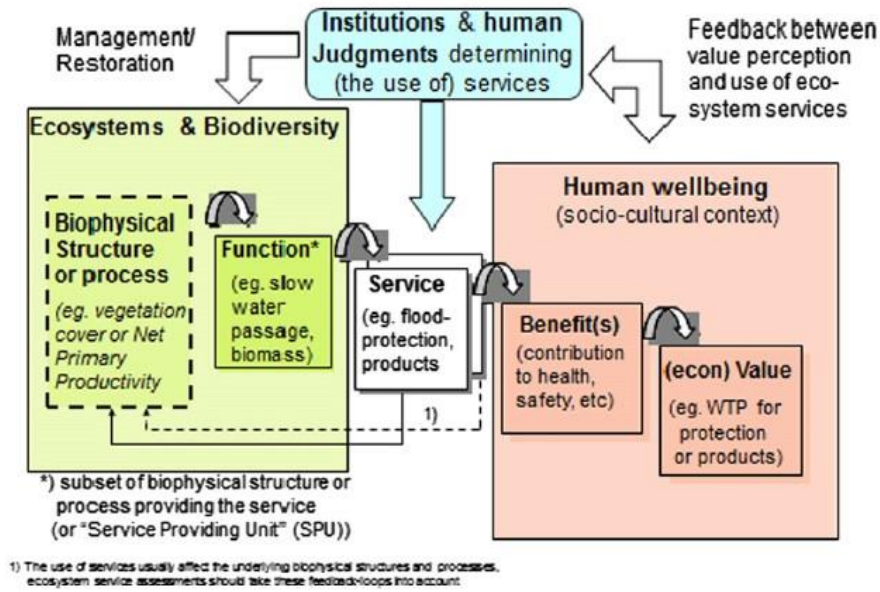 Management/
Restoration
Institutions & human
Judgments determining
(the use of) services
Feedback between
value perception
and use of eco-
system services
Ecosystems & Biodiversity
Biophysical
Structure
or process
(eg. vegetation
cover or Net
Primary
Productivity
Function*
(eg. slow
water
passage,
biomass)
Service
(eg. flood-
protection,
products
Human wellbeing
(socio-cultural context)
Benefit(s)
(contribution
to health,
safety, etc)
(econ) Value
(eg. WTP for
protection
or products)
1)
*) subset of biophysical structure or
process providing the service
(or “Service Providing Unit” (SPU))
1) The use of services usually affect the underlying biophysical structures and processes,
ecosystem service assessments should take these feedback-loops into account